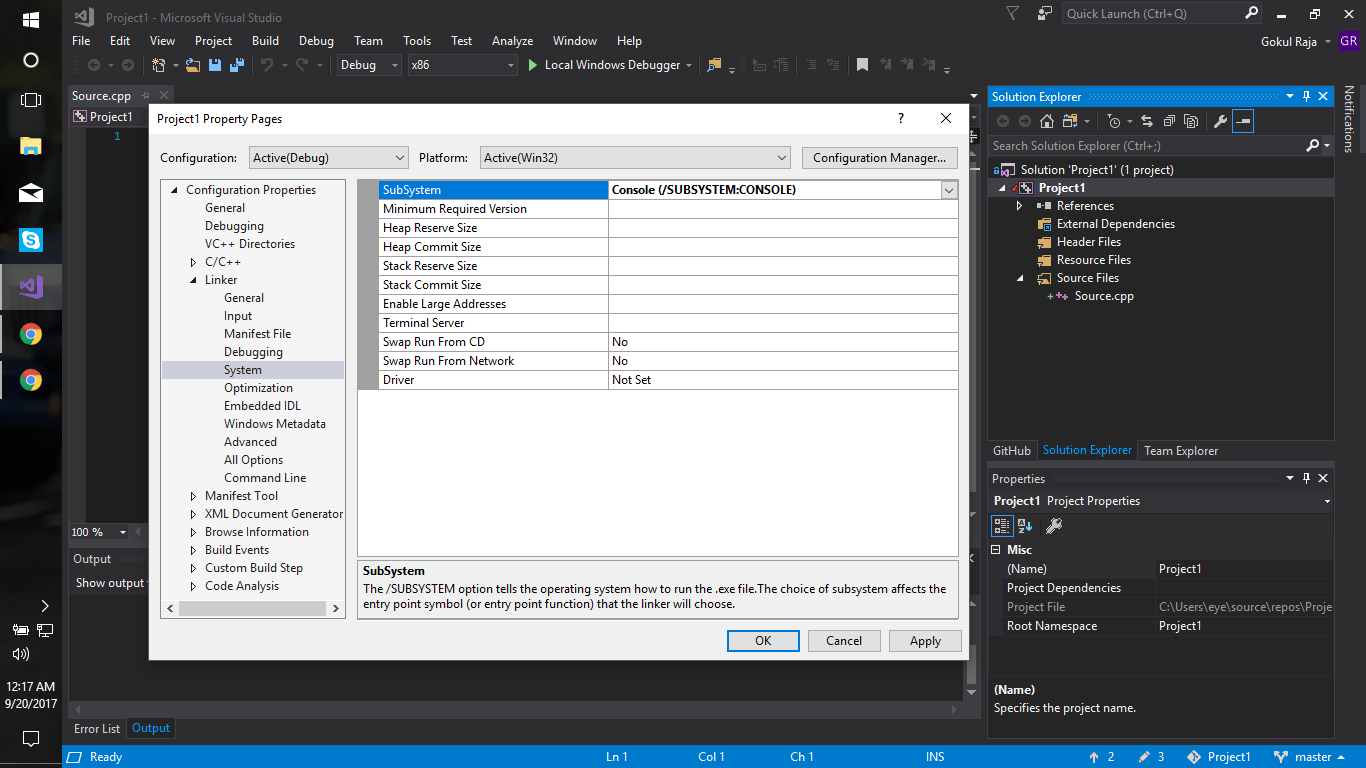 Project1 - Microsoft Visual Studio
Quick Launch (Ctrl+Q)
File Edit View Project Build Debug Team Tools Test Analyze Window Help
Gokul Raja GR
Debug x86 Local Windows Debugger
Source.cpp
Project1
1
Project1 Property Pages
?
Configuration: Active(Debug) Platform: Active(Win32) Configuration Manager...
Configuration Properties
General
Debugging
VC++ Directories
C/C++
Linker
General
Input
Manifest File
Debugging
System
Optimization
Embedded IDL
Windows Metadata
Advanced
All Options
Command Line
Manifest Tool
XML Document Generator
Browse Information
Build Events
Custom Build Step
Code Analysis
SubSystem Console (/SUBSYSTEM:CONSOLE)
Minimum Required Version
Heap Reserve Size
Heap Commit Size
Stack Reserve Size
Stack Commit Size
Enable Large Addresses
Terminal Server
Swap Run From CD No
Swap Run From Network No
Driver Not Set
SubSystem
The /SUBSYSTEM option tells the operating system how to run the .exe file.The choice of subsystem affects the
entry point symbol (or entry point function) that the linker will choose.
OK Cancel Apply
100 %
Output
Show output
Error List Output
Solution Explorer
Search Solution Explorer (Ctrl+;)
Solution 'Project1' (1 project)
Project1
References
External Dependencies
Header Files
Resource Files
Source Files
Source.cpp
GitHub Solution Explorer Team Explorer
Properties
Project1 Project Properties
Misc
(Name) Project1
Project Dependencies
Project File C:\Users\eye\source\repos\Proje
Root Namespace Project1
(Name)
Specifies the project name.
Notifications
12:17 AM
9/20/2017
Ready Ln 1 Col 1 Ch 1 INS 2 3 Project1 master